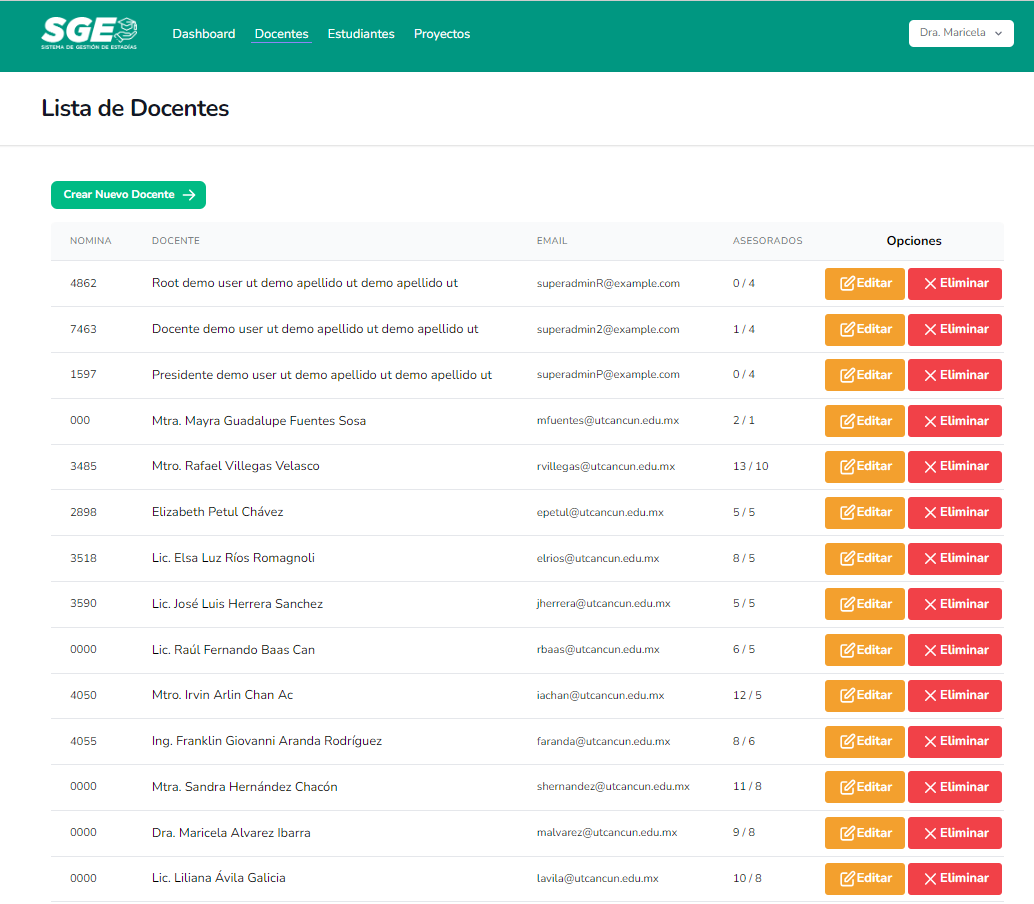 SGE
SISTEMA DE GESTIÓN DE ESTADÍAS
Dashboard Docentes Estudiantes Proyectos Dra. Maricela
Lista de Docentes
Crear Nuevo Docente →
NOMINA DOCENTE EMAIL ASESORADOS Opciones
4862 Root demo user ut demo apellido ut demo apellido ut superadminR@example.com 0 / 4 Editar Eliminar
7463 Docente demo user ut demo apellido ut demo apellido ut superadmin2@example.com 1 / 4 Editar Eliminar
1597 Presidente demo user ut demo apellido ut demo apellido ut superadminP@example.com 0 / 4 Editar Eliminar
000 Mtra. Mayra Guadalupe Fuentes Sosa mfuentes@utcancun.edu.mx 2 / 1 Editar Eliminar
3485 Mtro. Rafael Villegas Velasco rvillegas@utcancun.edu.mx 13 / 10 Editar Eliminar
2898 Elizabeth Petul Chávez epetul@utcancun.edu.mx 5 / 5 Editar Eliminar
3518 Lic. Elsa Luz Ríos Romagnoli elrios@utcancun.edu.mx 8 / 5 Editar Eliminar
3590 Lic. José Luis Herrera Sanchez jherrera@utcancun.edu.mx 5 / 5 Editar Eliminar
0000 Lic. Raúl Fernando Baas Can rbaas@utcancun.edu.mx 6 / 5 Editar Eliminar
4050 Mtro. Irvin Arlin Chan Ac iachan@utcancun.edu.mx 12 / 5 Editar Eliminar
4055 Ing. Franklin Giovanni Aranda Rodríguez faranda@utcancun.edu.mx 8 / 6 Editar Eliminar
0000 Mtra. Sandra Hernández Chacón shernandez@utcancun.edu.mx 11 / 8 Editar Eliminar
0000 Dra. Maricela Alvarez Ibarra malvarez@utcancun.edu.mx 9 / 8 Editar Eliminar
0000 Lic. Liliana Ávila Galicia lavila@utcancun.edu.mx 10 / 8 Editar Eliminar